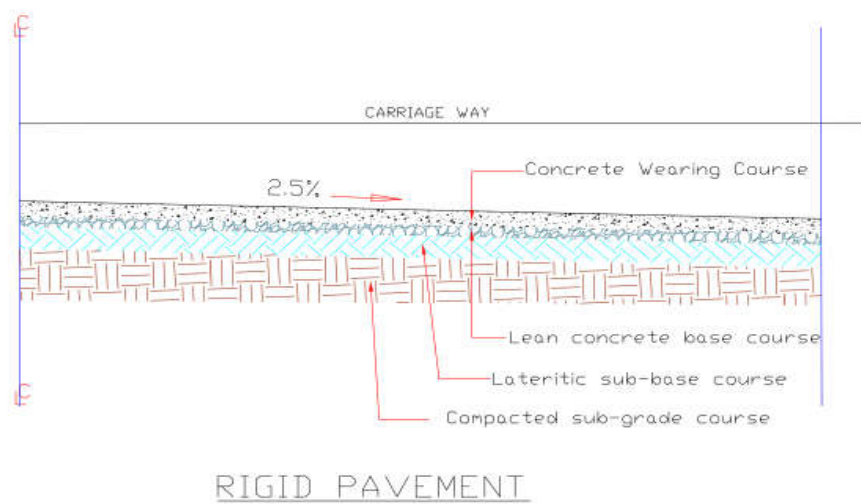 C
L
CARRIAGE WAY
Concrete Wearing Course
2.5%
Lean concrete base course
Lateritic sub-base course
C
L
Compacted sub-grade course
RIGID PAVEMENT